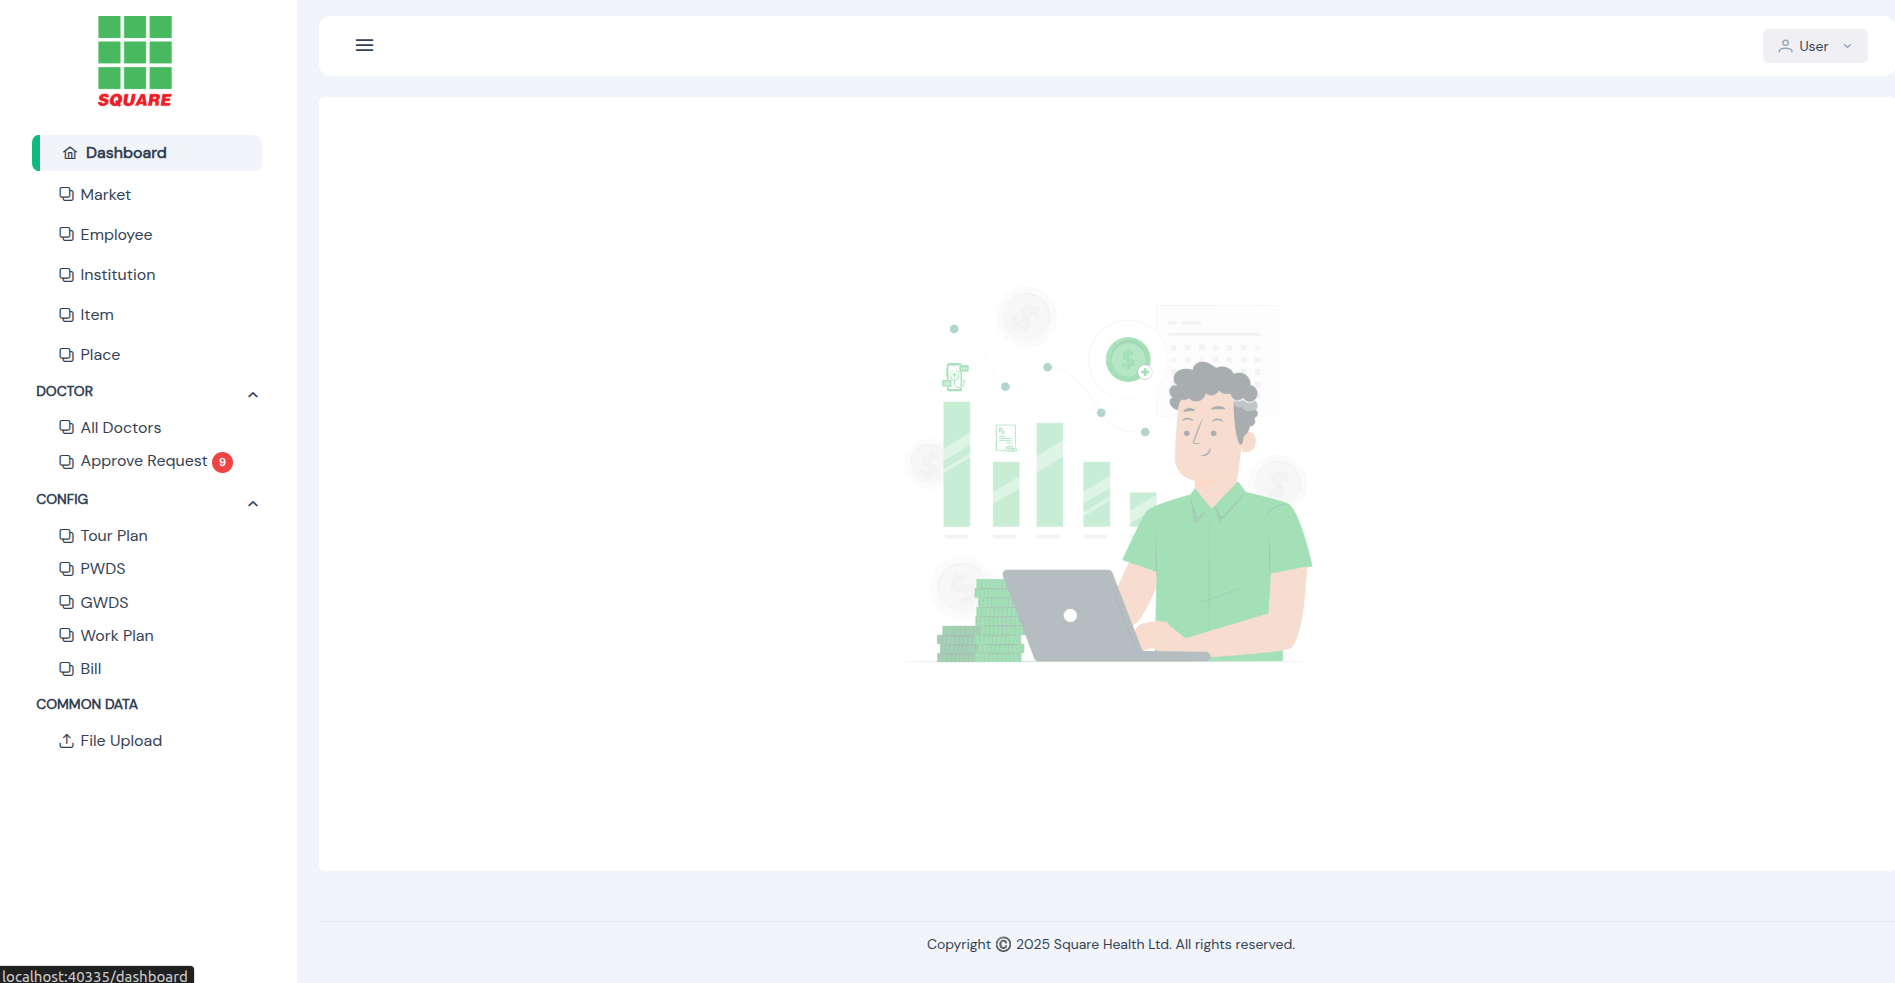 SQUARE
Dashboard
Market
Employee
Institution
Item
Place
DOCTOR
All Doctors
Approve Request 9
CONFIG
Tour Plan
PWDS
GWDS
Work Plan
Bill
COMMON DATA
File Upload
localhost:40335/dashboard
User
Copyright © 2025 Square Health Ltd. All rights reserved.